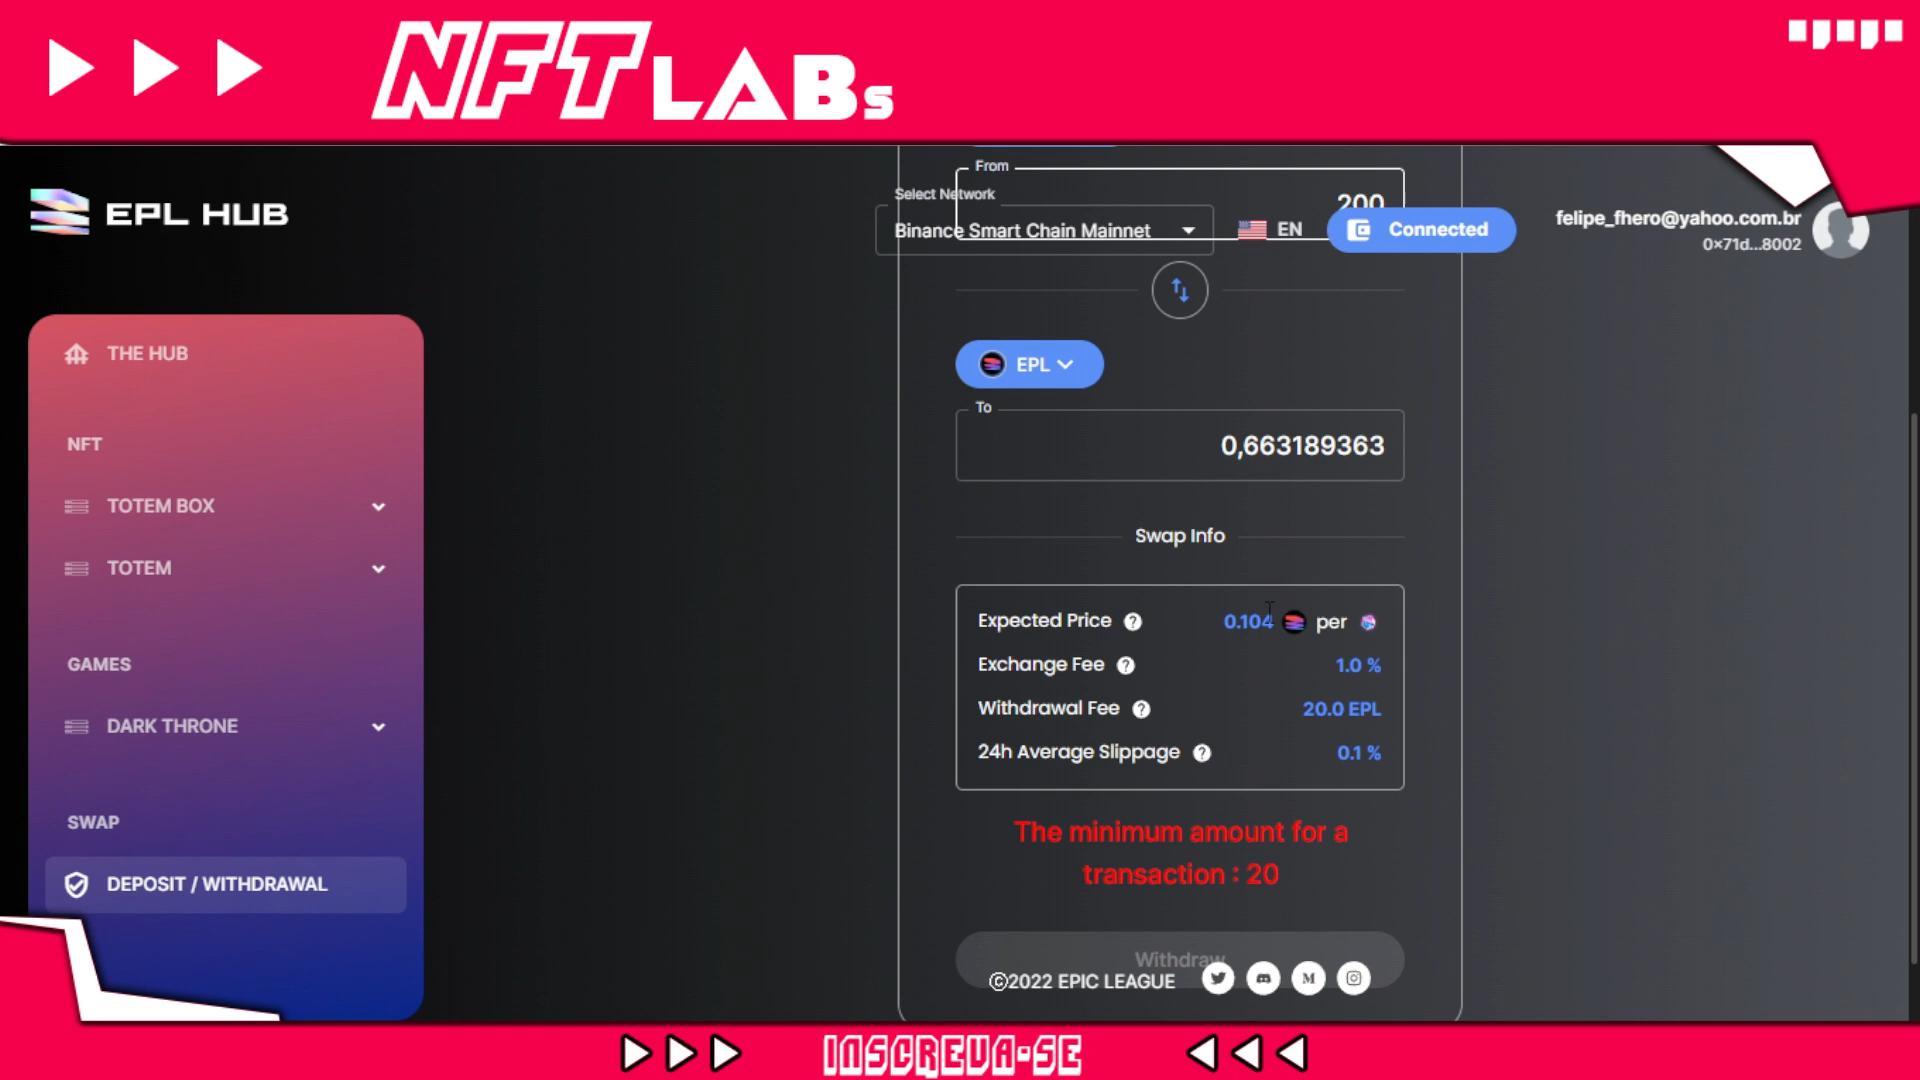 NFT LABs
EPL HUB
From
200
Select Network
Binance Smart Chain Mainnet
EN
Connected
felipe_fhero@yahoo.com.br
0x71d...8002
THE HUB
NFT
TOTEM BOX
TOTEM
GAMES
DARK THRONE
SWAP
DEPOSIT / WITHDRAWAL
EPL
To
0,663189363
Swap Info
Expected Price ? 0.104 per
Exchange Fee ? 1.0 %
Withdrawal Fee ? 20.0 EPL
24h Average Slippage ? 0.1 %
The minimum amount for a
transaction : 20
Withdraw
©2022 EPIC LEAGUE
INSCREVA-SE